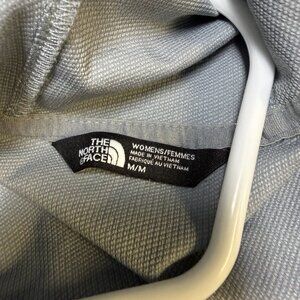 THE
NORTH
FACE
WOMENS/FEMMES
MADE IN VIETNAM
FABRIQUÉ AU VIETNAM
M/M